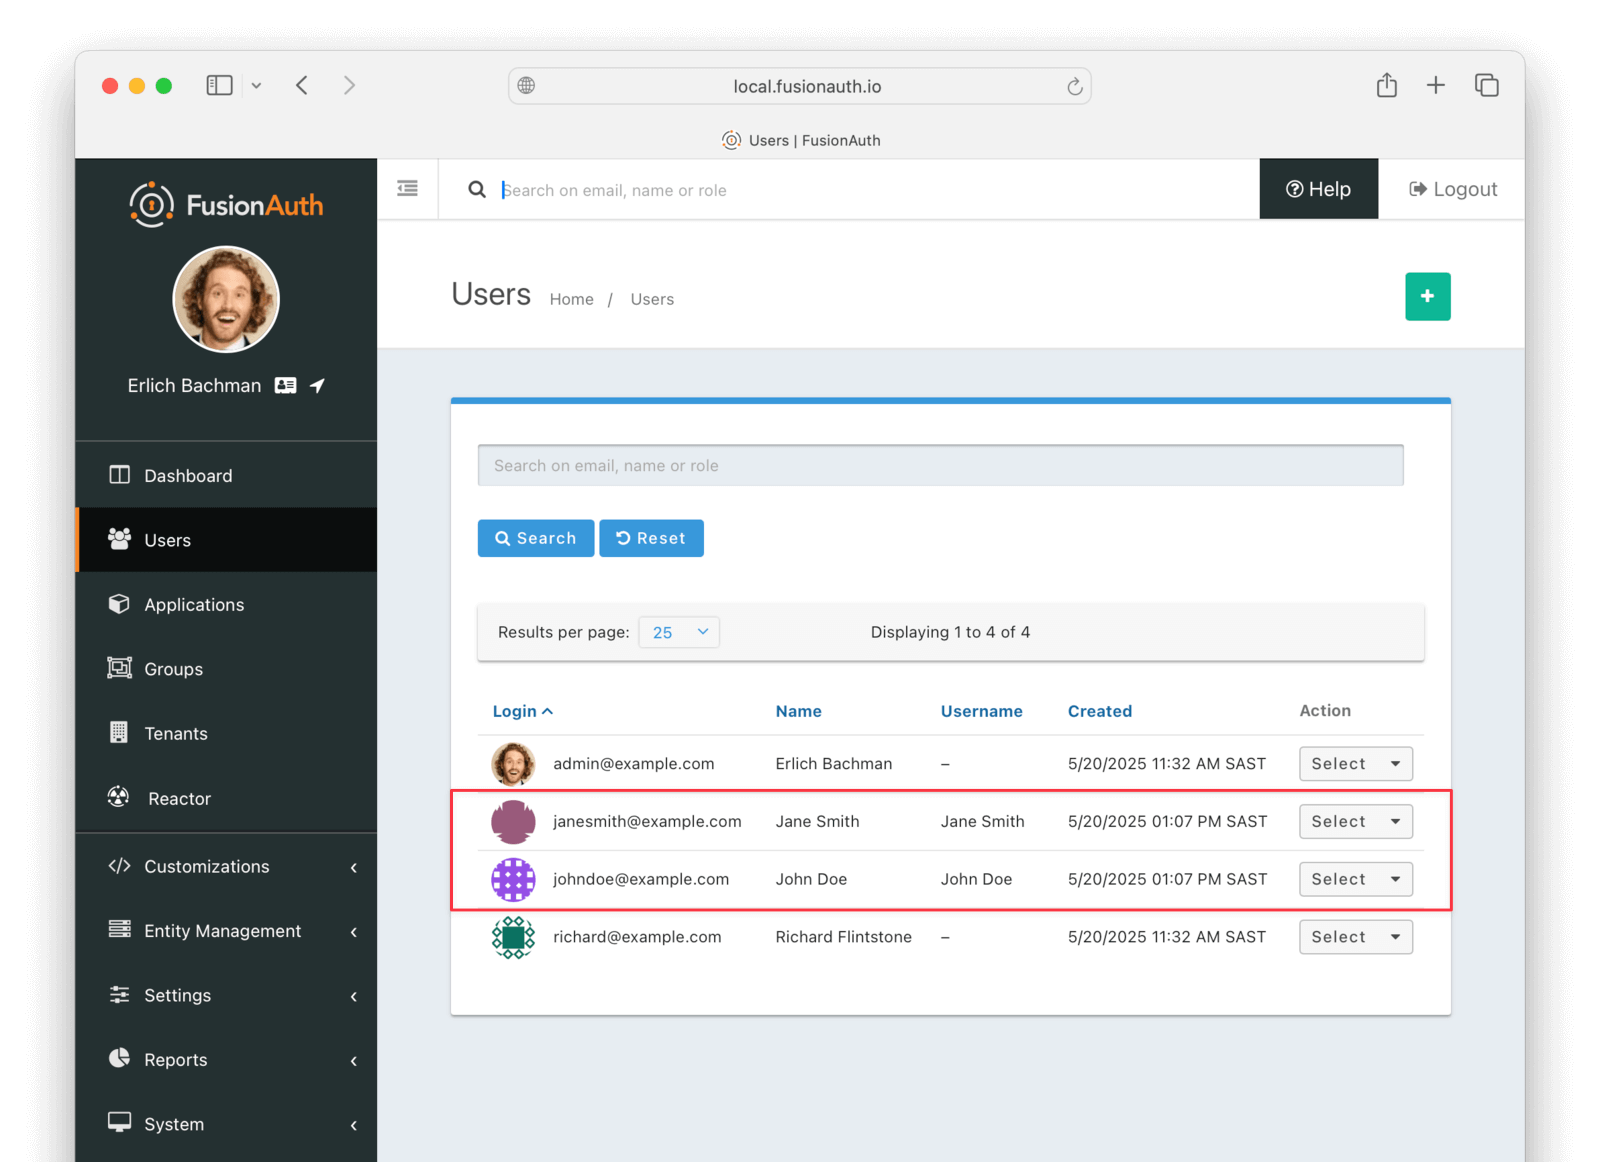 local.fusionauth.io
Users | FusionAuth
FusionAuth
Search on email, name or role
Help
Logout
Erlich Bachman
Users
Home / Users
Dashboard
Users
Applications
Groups
Tenants
Reactor
Customizations
Entity Management
Settings
Reports
System
Search on email, name or role
Search
Reset
Results per page: 25
Displaying 1 to 4 of 4
Login Name Username Created Action
admin@example.com Erlich Bachman – 5/20/2025 11:32 AM SAST Select
janesmith@example.com Jane Smith Jane Smith 5/20/2025 01:07 PM SAST Select
johndoe@example.com John Doe John Doe 5/20/2025 01:07 PM SAST Select
richard@example.com Richard Flintstone – 5/20/2025 11:32 AM SAST Select